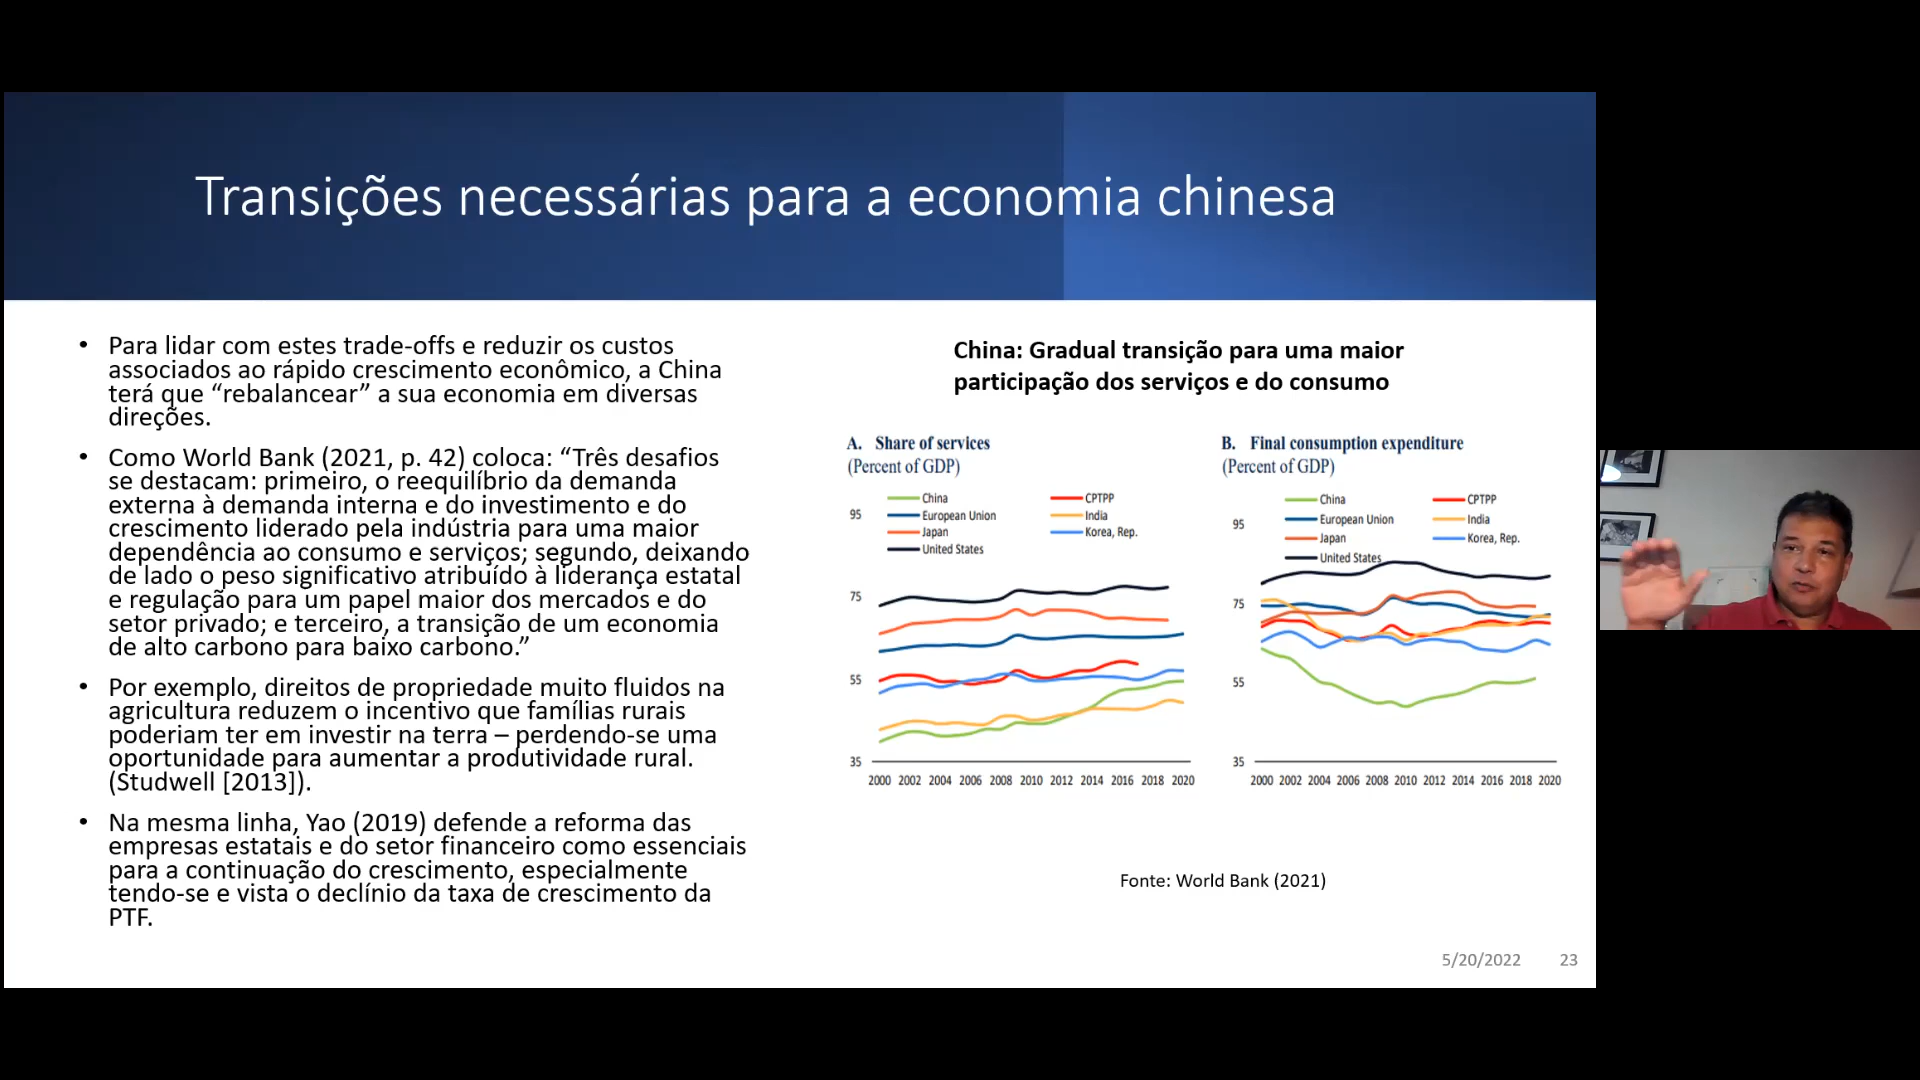 Transições necessárias para a economia chinesa
• Para lidar com estes trade-offs e reduzir os custos
associados ao rápido crescimento econômico, a China
terá que “rebalancear” a sua economia em diversas
direções.
• Como World Bank (2021, p. 42) coloca: “Três desafios
se destacam: primeiro, o reequilíbrio da demanda
externa à demanda interna e do investimento e do
crescimento liderado pela indústria para uma maior
dependência ao consumo e serviços; segundo, deixando
de lado o peso significativo atribuído à liderança estatal
e regulação para um papel maior dos mercados e do
setor privado; e terceiro, a transição de um economia
de alto carbono para baixo carbono.”
• Por exemplo, direitos de propriedade muito fluidos na
agricultura reduzem o incentivo que famílias rurais
poderiam ter em investir na terra – perdendo-se uma
oportunidade para aumentar a produtividade rural.
(Studwell [2013]).
• Na mesma linha, Yao (2019) defende a reforma das
empresas estatais e do setor financeiro como essenciais
para a continuação do crescimento, especialmente
tendo-se e vista o declínio da taxa de crescimento da
PTF.
China: Gradual transição para uma maior
participação dos serviços e do consumo
A. Share of services
(Percent of GDP)
China CPTPP
European Union India
Japan Korea, Rep.
United States
95
75
55
35
2000 2002 2004 2006 2008 2010 2012 2014 2016 2018 2020
B. Final consumption expenditure
(Percent of GDP)
China CPTPP
European Union India
Japan Korea, Rep.
United States
95
75
55
35
2000 2002 2004 2006 2008 2010 2012 2014 2016 2018 2020
Fonte: World Bank (2021)
5/20/2022 23